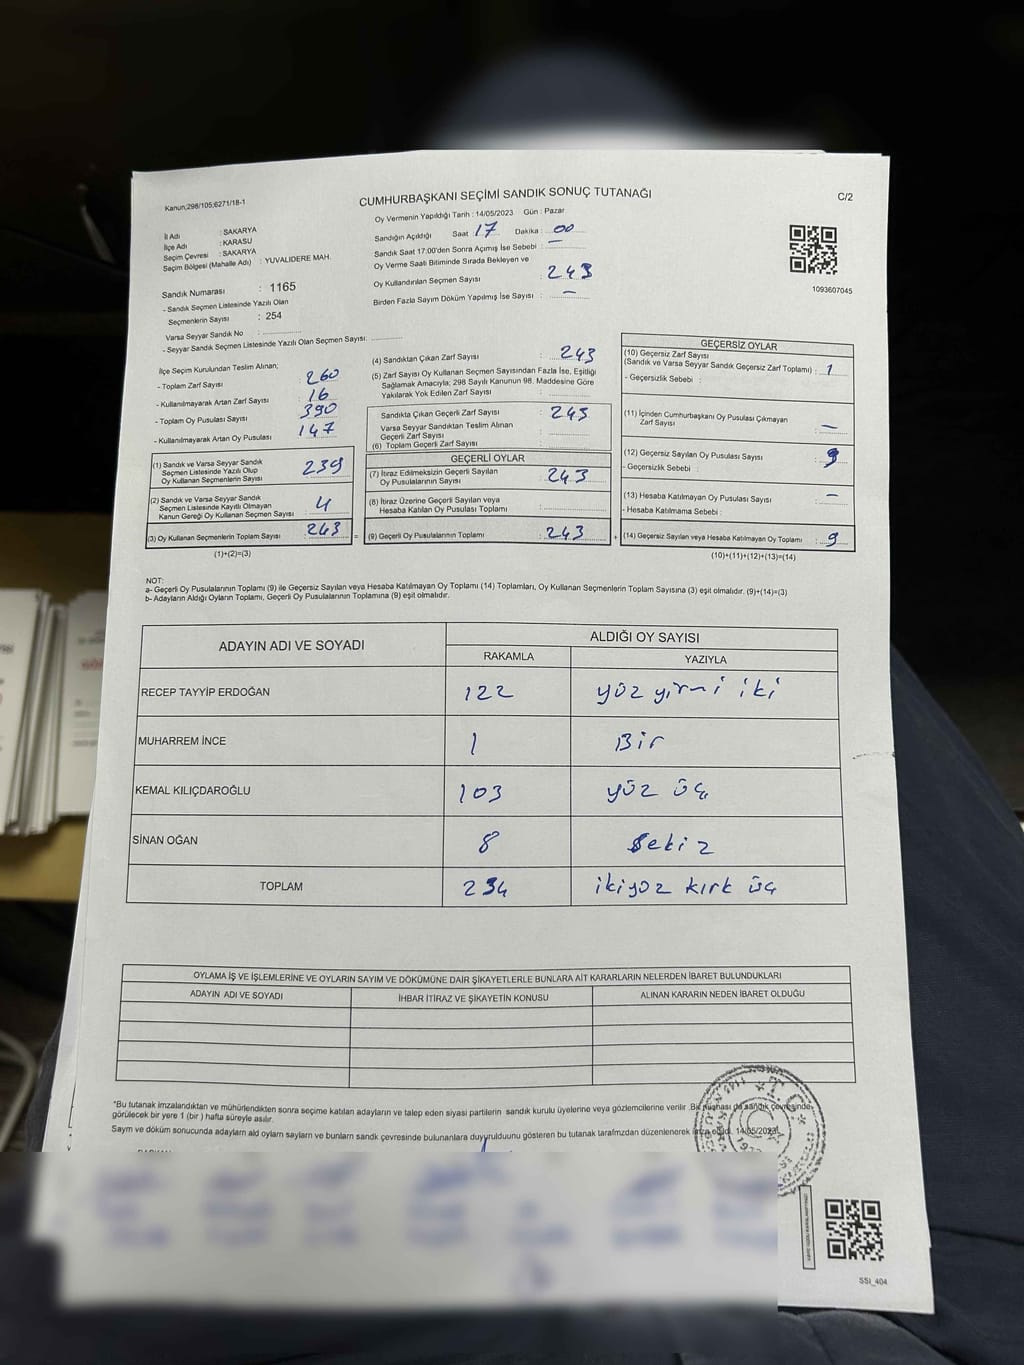 Kanun;298/105;6271/18-1
CUMHURBAŞKANI SEÇİMİ SANDIK SONUÇ TUTANAĞI
C/2
Oy Vermenin Yapıldığı Tarih : 14/05/2023 Gün : Pazar
İl Adı : SAKARYA
İlçe Adı : KARASU
Seçim Çevresi : SAKARYA
Seçim Bölgesi (Mahalle Adı) : YUVALIDERE MAH.
Sandığın Açıldığı Saat 17 Dakika : 00
Sandık Saat 17.00'den Sonra Açımış İse Sebebi : —
Oy Verme Saati Bitiminde Sırada Bekleyen ve
Oy Kullandırılan Seçmen Sayısı : 243
Birden Fazla Sayım Döküm Yapılmış İse Sayısı : —
1093607045
Sandık Numarası : 1165
- Sandık Seçmen Listesinde Yazılı Olan
Seçmenlerin Sayısı : 254
Varsa Seyyar Sandık No :
- Seyyar Sandık Seçmen Listesinde Yazılı Olan Seçmen Sayısı:
İlçe Seçim Kurulundan Teslim Alınan;
- Toplam Zarf Sayısı : 260
- Kullanılmayarak Artan Zarf Sayısı : 16
- Toplam Oy Pusulası Sayısı : 390
- Kullanılmayarak Artan Oy Pusulası : 147
(1) Sandık ve Varsa Seyyar Sandık
Seçmen Listesinde Yazılı Olup
Oy Kullanan Seçmenlerin Sayısı : 239
(2) Sandık ve Varsa Seyyar Sandık
Seçmen Listesinde Kayıtlı Olmayan
Kanun Gereği Oy Kullanan Seçmen Sayısı : 4
(3) Oy Kullanan Seçmenlerin Toplam Sayısı : 243
(1)+(2)=(3)
(4) Sandıktan Çıkan Zarf Sayısı : 243
(5) Zarf Sayısı Oy Kullanan Seçmen Sayısından Fazla İse, Eşitliği
Sağlamak Amacıyla; 298 Sayılı Kanunun 98. Maddesine Göre
Yakılarak Yok Edilen Zarf Sayısı :
Sandıkta Çıkan Geçerli Zarf Sayısı : 243
Varsa Seyyar Sandıktan Teslim Alınan
Geçerli Zarf Sayısı :
(6) Toplam Geçerli Zarf Sayısı :
GEÇERLİ OYLAR
(7) İtiraz Edilmeksizin Geçerli Sayılan
Oy Pusulalarının Sayısı : 243
(8) İtiraz Üzerine Geçerli Sayılan veya
Hesaba Katılan Oy Pusulası Toplamı :
= (9) Geçerli Oy Pusulalarının Toplamı : 243
GEÇERSİZ OYLAR
(10) Geçersiz Zarf Sayısı
(Sandık ve Varsa Seyyar Sandık Geçersiz Zarf Toplamı) : 1
- Geçersizlik Sebebi :
(11) İçinden Cumhurbaşkanı Oy Pusulası Çıkmayan
Zarf Sayısı : —
(12) Geçersiz Sayılan Oy Pusulası Sayısı : 9
- Geçersizlik Sebebi :
(13) Hesaba Katılmayan Oy Pusulası Sayısı : —
- Hesaba Katılmama Sebebi :
+ (14) Geçersiz Sayılan veya Hesaba Katılmayan Oy Toplamı : 9
(10)+(11)+(12)+(13)=(14)
NOT:
a- Geçerli Oy Pusulalarının Toplamı (9) ile Geçersiz Sayılan veya Hesaba Katılmayan Oy Toplamı (14) Toplamları, Oy Kullanan Seçmenlerin Toplam Sayısına (3) eşit olmalıdır. (9)+(14)=(3)
b- Adayların Aldığı Oyların Toplamı, Geçerli Oy Pusulalarının Toplamına (9) eşit olmalıdır.
ADAYIN ADI VE SOYADI
ALDIĞI OY SAYISI
RAKAMLA YAZIYLA
RECEP TAYYİP ERDOĞAN 122 yüz yirmi iki
MUHARREM İNCE 1 Bir
KEMAL KILIÇDAROĞLU 103 yüz üç
SİNAN OĞAN 8 Sekiz
TOPLAM 234 ikiyüz kırk üç
OYLAMA İŞ VE İŞLEMLERİNE VE OYLARIN SAYIM VE DÖKÜMÜNE DAİR ŞİKAYETLERLE BUNLARA AİT KARARLARIN NELERDEN İBARET BULUNDUKLARI
ADAYIN ADI VE SOYADI
İHBAR İTİRAZ VE ŞİKAYETİN KONUSU
ALINAN KARARIN NEDEN İBARET OLDUĞU
"Bu tutanak imzalandıktan ve mühürlendikten sonra seçime katılan adayların ve talep eden siyasi partilerin sandık kurulu üyelerine veya gözlemcilerine verilir. Bir nüshası da sandık çevresinde
görülecek bir yere 1 (bir ) hafta süreyle asılır.
Saym ve döküm sonucunda adaylarn ald oylarn saylarn ve bunlarn sandk çevresinde bulunanlara duyurulduunu gösteren bu tutanak tarafmzdan düzenlenerek imza edildi. 14/05/2023
SSI_404